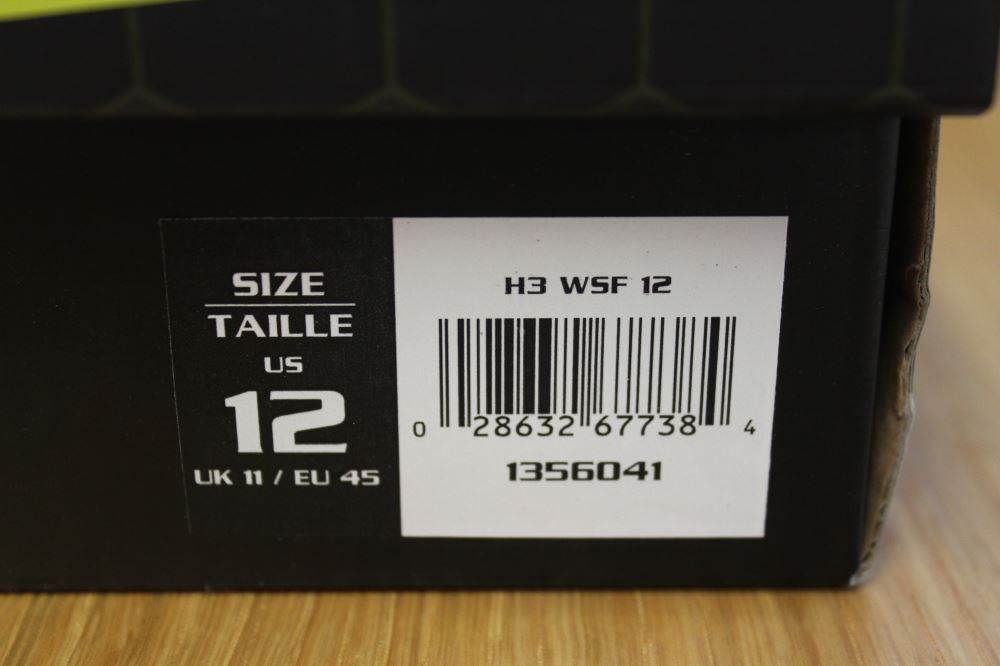 SIZE
TAILLE
US
12
UK 11 / EU 45
H3 WSF 12
0 28632 67738 4
1356041